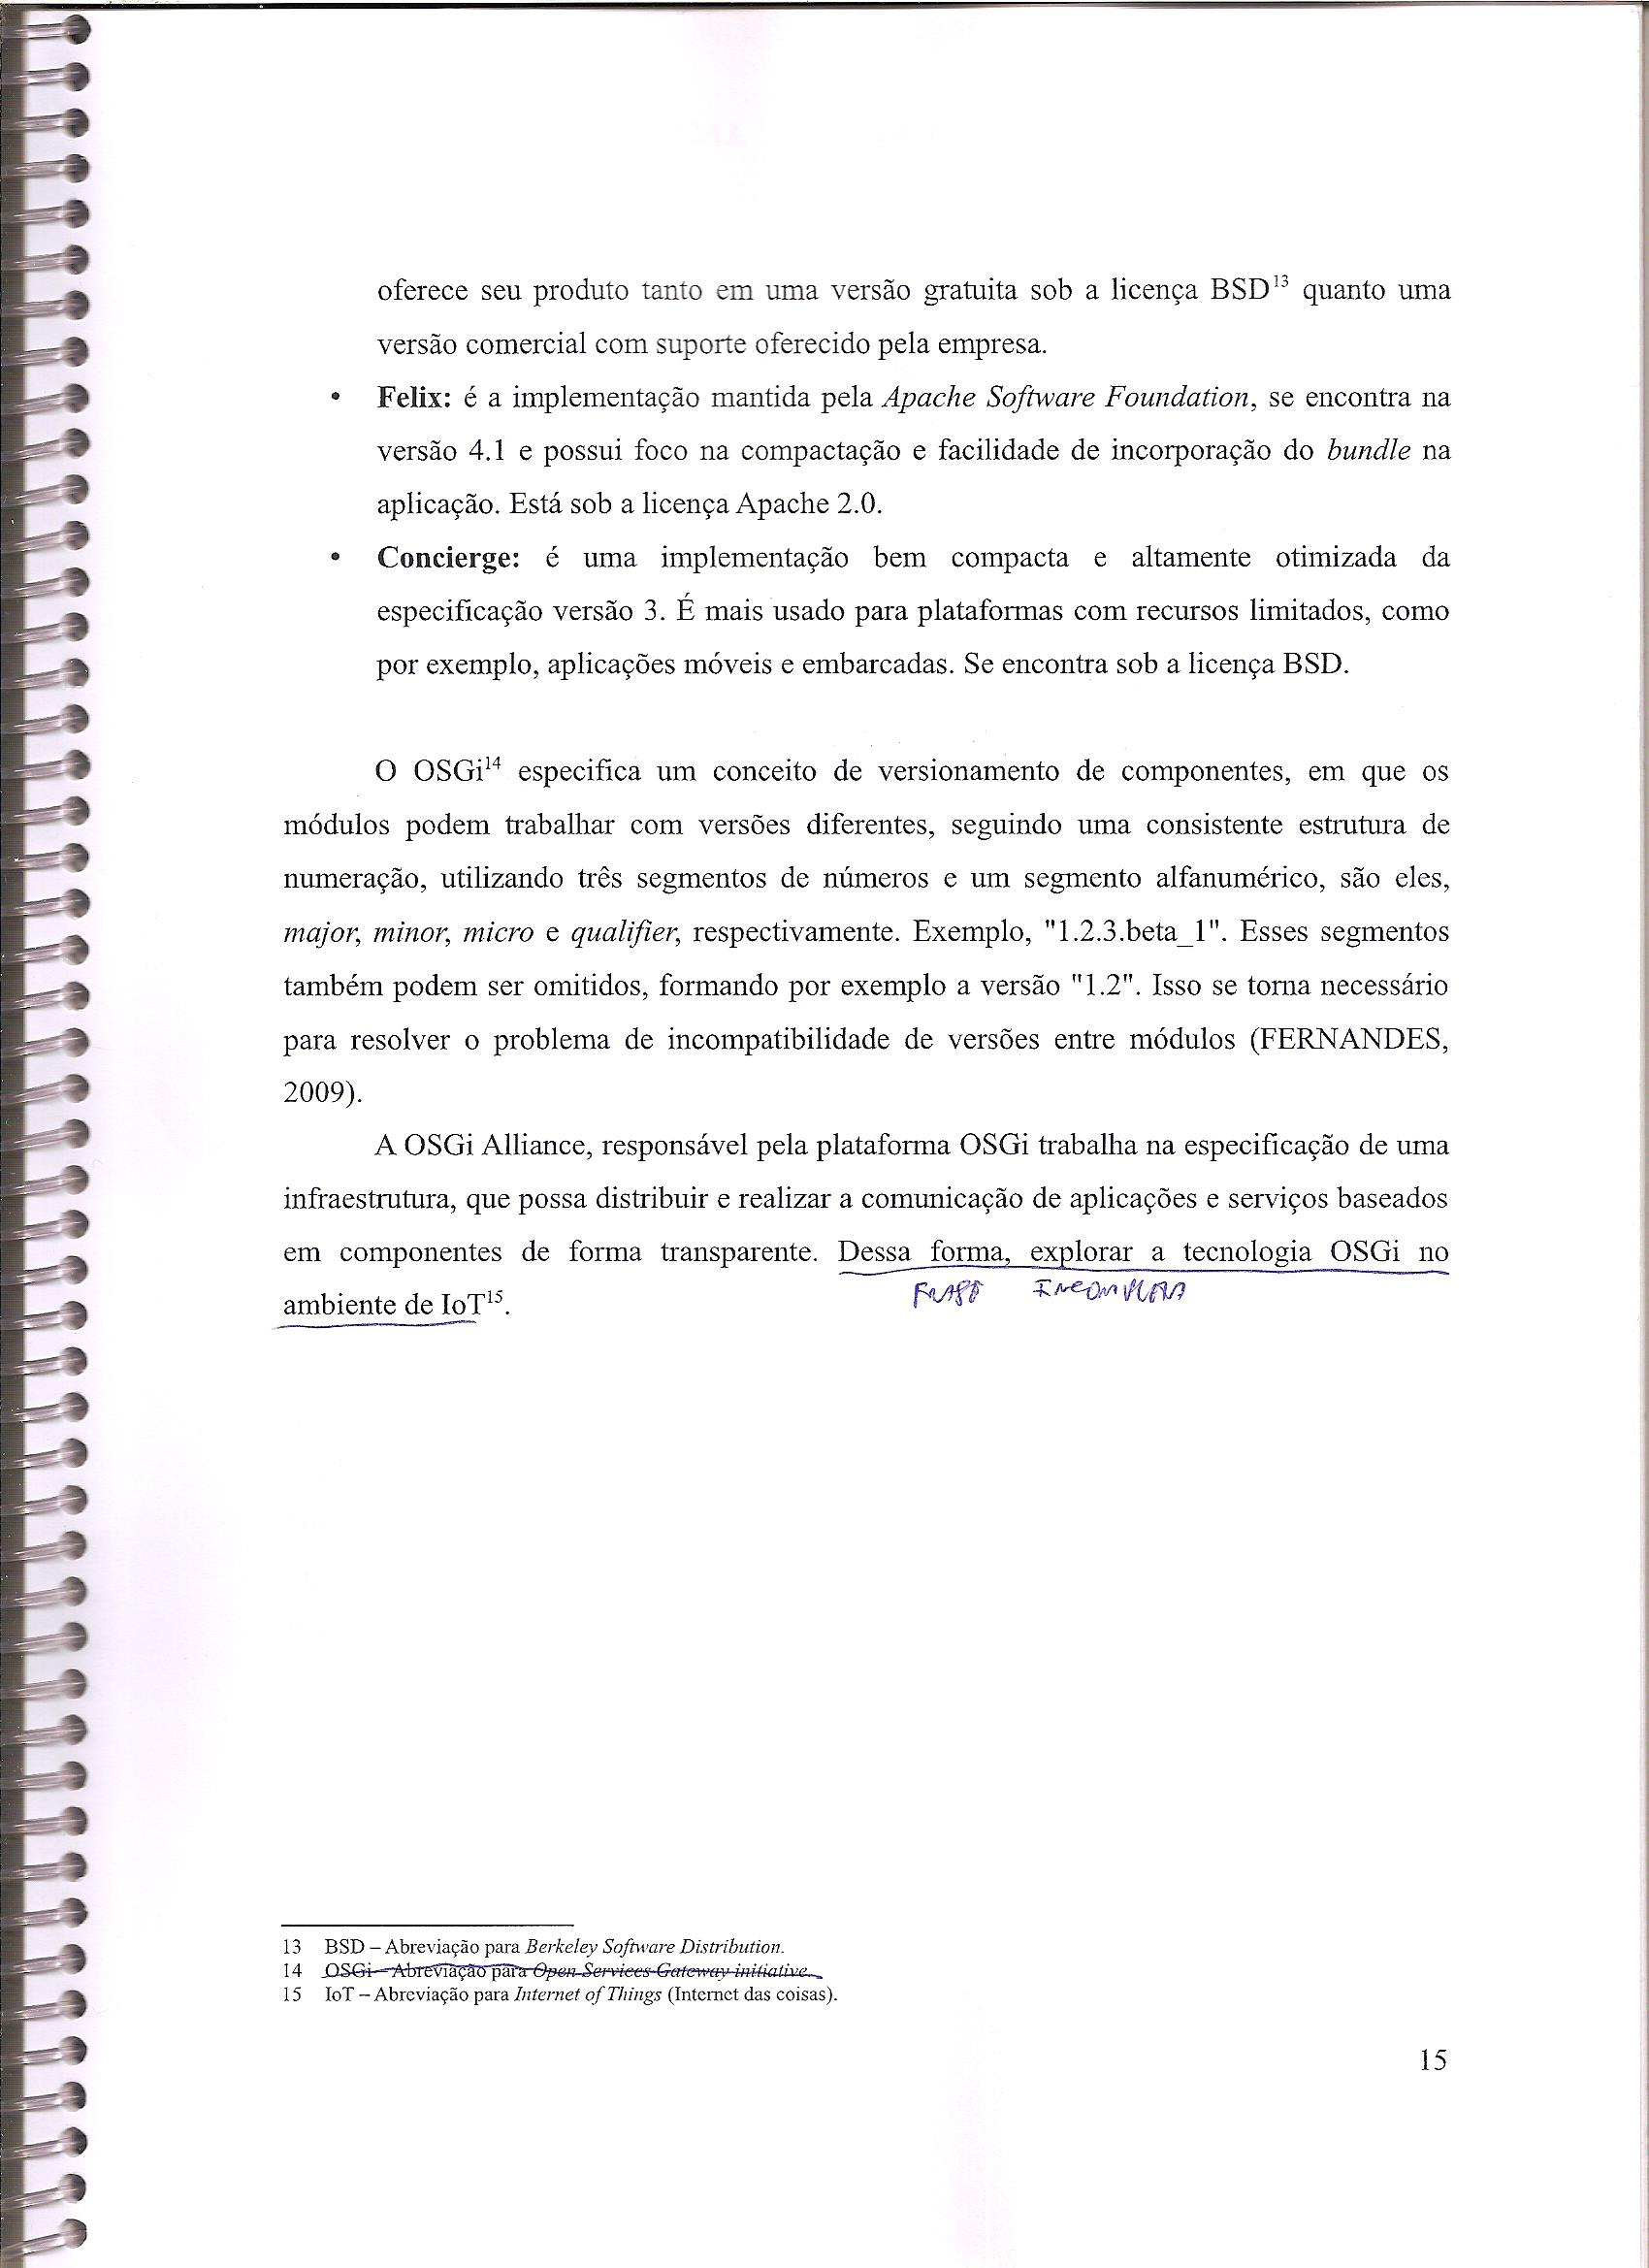 oferece seu produto tanto em uma versão gratuita sob a licença BSD13 quanto uma
versão comercial com suporte oferecido pela empresa.
• Felix: é a implementação mantida pela Apache Software Foundation, se encontra na
versão 4.1 e possui foco na compactação e facilidade de incorporação do bundle na
aplicação. Está sob a licença Apache 2.0.
• Concierge: é uma implementação bem compacta e altamente otimizada da
especificação versão 3. É mais usado para plataformas com recursos limitados, como
por exemplo, aplicações móveis e embarcadas. Se encontra sob a licença BSD.
O OSGi14 especifica um conceito de versionamento de componentes, em que os
módulos podem trabalhar com versões diferentes, seguindo uma consistente estrutura de
numeração, utilizando três segmentos de números e um segmento alfanumérico, são eles,
major, minor, micro e qualifier, respectivamente. Exemplo, "1.2.3.beta_1". Esses segmentos
também podem ser omitidos, formando por exemplo a versão "1.2". Isso se torna necessário
para resolver o problema de incompatibilidade de versões entre módulos (FERNANDES,
2009).
A OSGi Alliance, responsável pela plataforma OSGi trabalha na especificação de uma
infraestrutura, que possa distribuir e realizar a comunicação de aplicações e serviços baseados
em componentes de forma transparente. Dessa forma, explorar a tecnologia OSGi no
ambiente de IoT15.
FRASE INCOMPLETA
13 BSD – Abreviação para Berkeley Software Distribution.
14 OSGi – Abreviação para Open Services Gateway initiative.
15 IoT – Abreviação para Internet of Things (Internet das coisas).
15